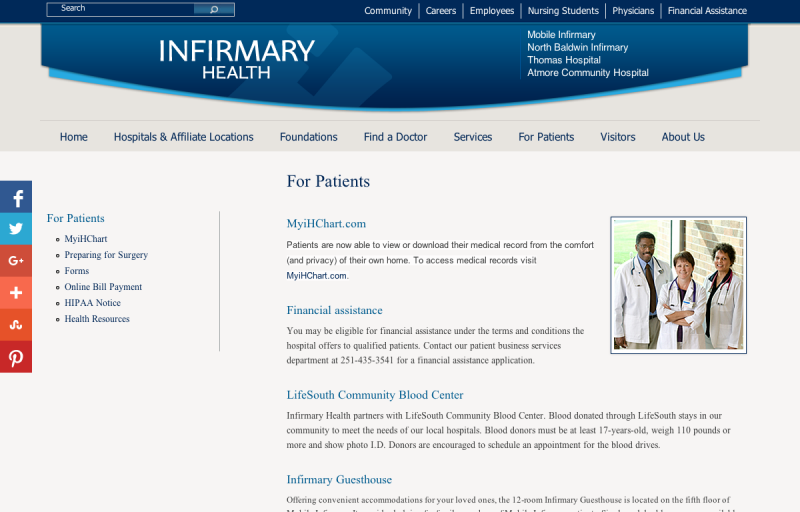 Search
Community
Careers
Employees
Nursing Students
Physicians
Financial Assistance
INFIRMARY
HEALTH
Mobile Infirmary
North Baldwin Infirmary
Thomas Hospital
Atmore Community Hospital
Home
Hospitals & Affiliate Locations
Foundations
Find a Doctor
Services
For Patients
Visitors
About Us
For Patients
For Patients
MyiHChart
Preparing for Surgery
Forms
Online Bill Payment
HIPAA Notice
Health Resources
MyiHChart.com
Patients are now able to view or download their medical record from the comfort
(and privacy) of their own home. To access medical records visit
MyiHChart.com.
Financial assistance
You may be eligible for financial assistance under the terms and conditions the
hospital offers to qualified patients. Contact our patient business services
department at 251-435-3541 for a financial assistance application.
LifeSouth Community Blood Center
Infirmary Health partners with LifeSouth Community Blood Center. Blood donated through LifeSouth stays in our
community to meet the needs of our local hospitals. Blood donors must be at least 17-years-old, weigh 110 pounds or
more and show photo I.D. Donors are encouraged to schedule an appointment for the blood drives.
Infirmary Guesthouse
Offering convenient accommodations for your loved ones, the 12-room Infirmary Guesthouse is located on the fifth floor of